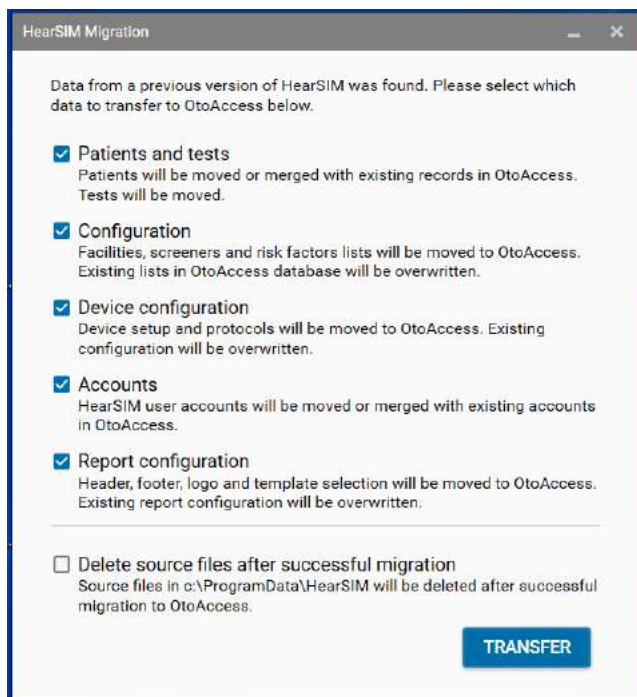 HearSIM Migration
Data from a previous version of HearSIM was found. Please select which
data to transfer to OtoAccess below.
Patients and tests
Patients will be moved or merged with existing records in OtoAccess.
Tests will be moved.
Configuration
Facilities, screeners and risk factors lists will be moved to OtoAccess.
Existing lists in OtoAccess database will be overwritten.
Device configuration
Device setup and protocols will be moved to OtoAccess. Existing
configuration will be overwritten.
Accounts
HearSIM user accounts will be moved or merged with existing accounts
in OtoAccess.
Report configuration
Header, footer, logo and template selection will be moved to OtoAccess.
Existing report configuration will be overwritten.
Delete source files after successful migration
Source files in c:\ProgramData\HearSIM will be deleted after successful
migration to OtoAccess.
TRANSFER